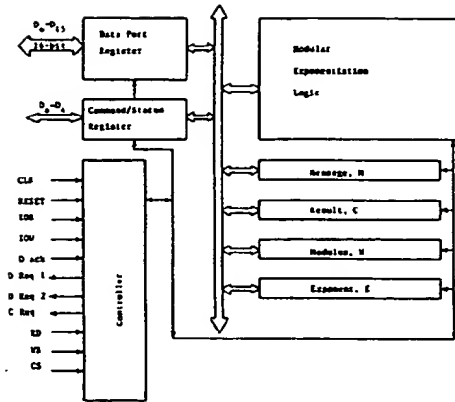 D₀-D₁₅
16-bit
Data Port
Register
D₀-D₄
Command/Status
Register
Modular
Exponentiation
Logic
Message, M
Result, C
Modulus, N
Exponent, E
Controller
CLK
RESET
IOR
IOW
D ack
D Req 1
D Req 2
C Req
RD
WR
CS